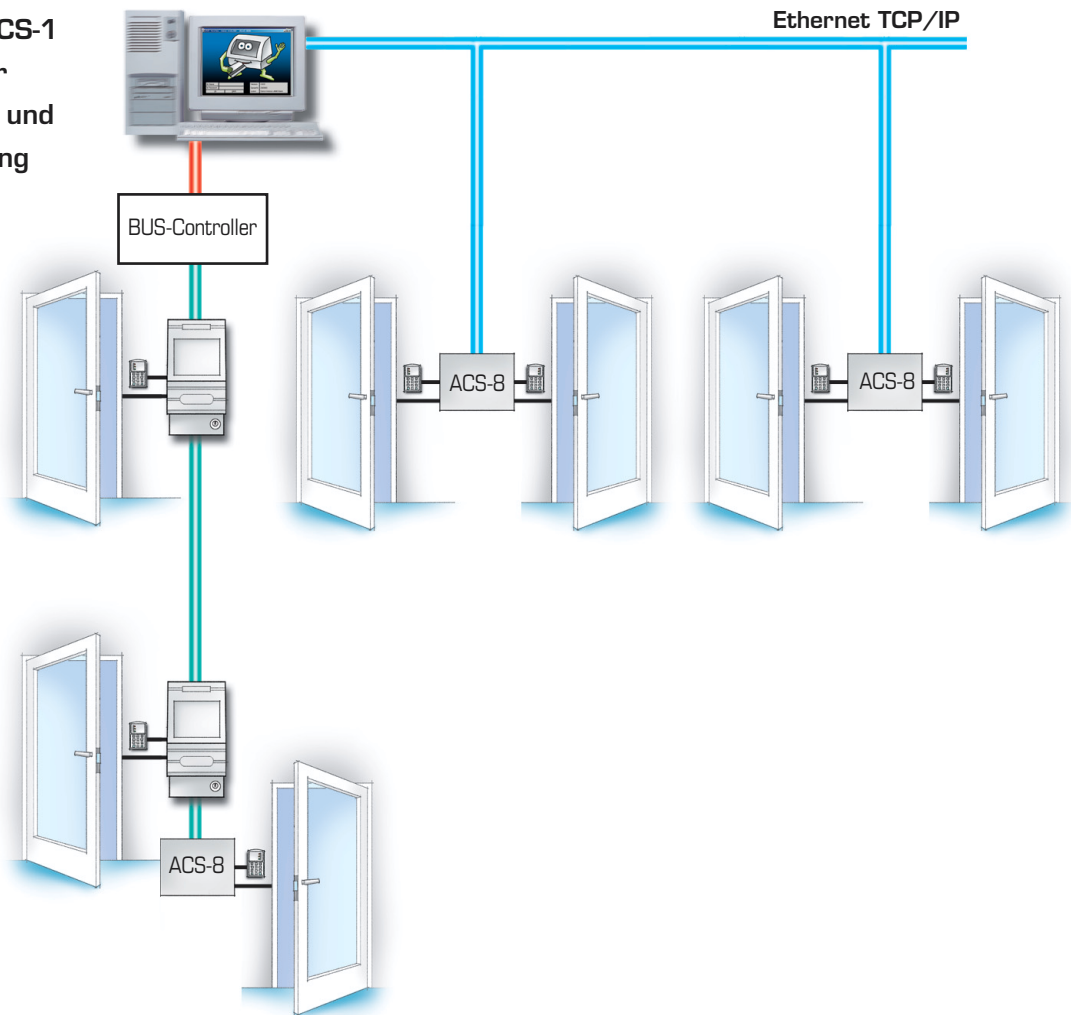 CS-1
r
und
ng
Ethernet TCP/IP
BUS-Controller
ACS-8
ACS-8
ACS-8